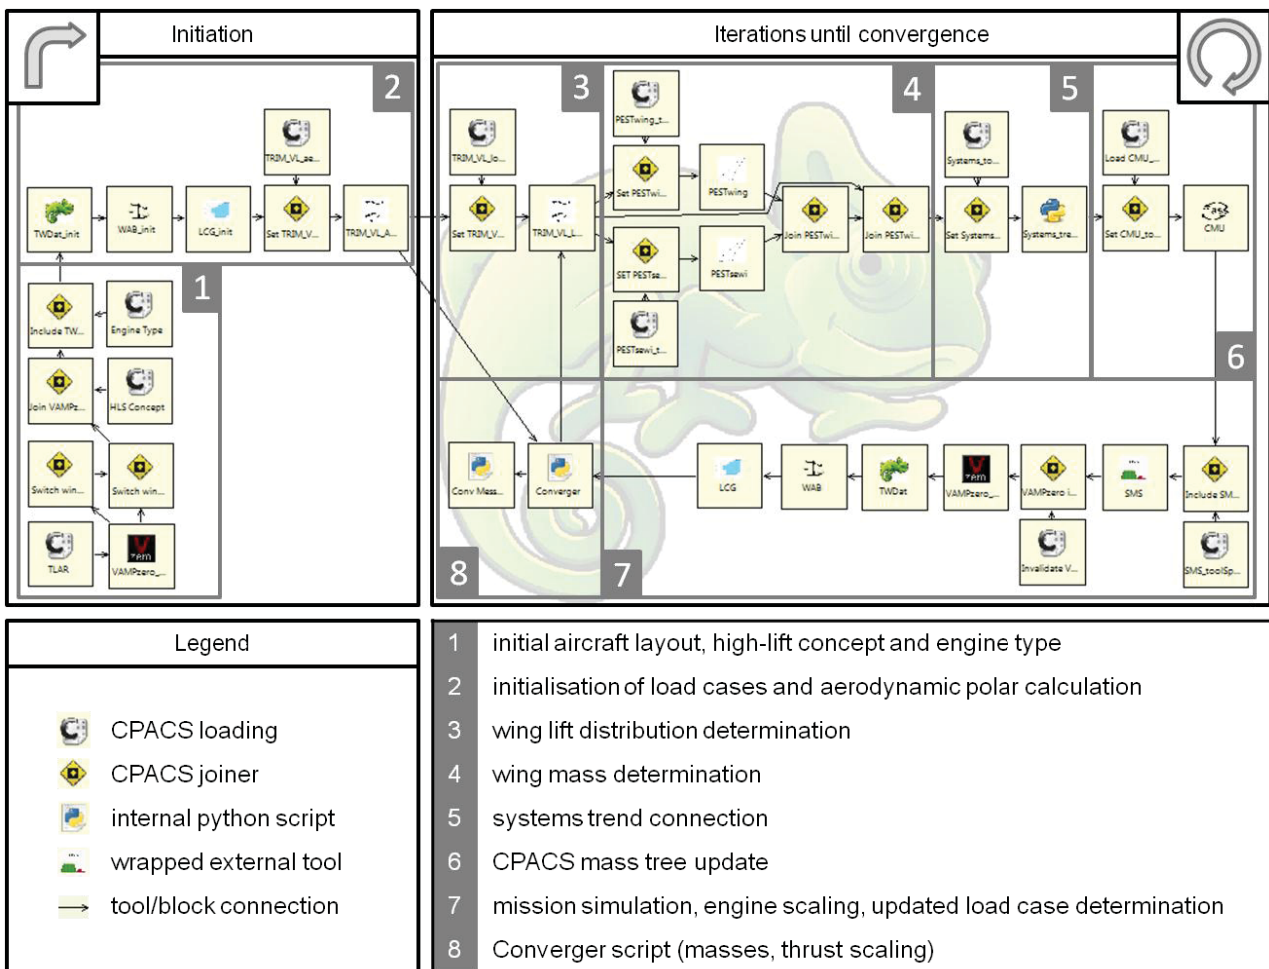 Initiation
Iterations until convergence
2
3
4
5
TRIM_VL_ae...
TRIM_VL_lo...
PESTwing_t...
Systems_to...
Load CMU_...
Set PESTwi...
PESTwing
TWDat_init
WAB_init
LCG_init
Set TRIM_V...
TRIM_VL_A...
Set TRIM_V...
TRIM_VL_L...
Join PESTwi...
Join PESTwi...
Set Systems...
Systems_tre...
Set CMU_to...
CMU
SET PESTse...
PESTsewi
PESTsewi_t...
1
6
Include TW...
Engine Type
Join VAMPz...
HLS Concept
Switch win...
Switch win...
TLAR
VAMPzero_...
Conv Mess...
Converger
LCG
WAB
TWDat
VAMPzero_...
VAMPzero i...
SMS
Include SM...
Invalidate V...
SMS_toolSp...
8
7
Legend
CPACS loading
CPACS joiner
internal python script
wrapped external tool
tool/block connection
1 initial aircraft layout, high-lift concept and engine type
2 initialisation of load cases and aerodynamic polar calculation
3 wing lift distribution determination
4 wing mass determination
5 systems trend connection
6 CPACS mass tree update
7 mission simulation, engine scaling, updated load case determination
8 Converger script (masses, thrust scaling)